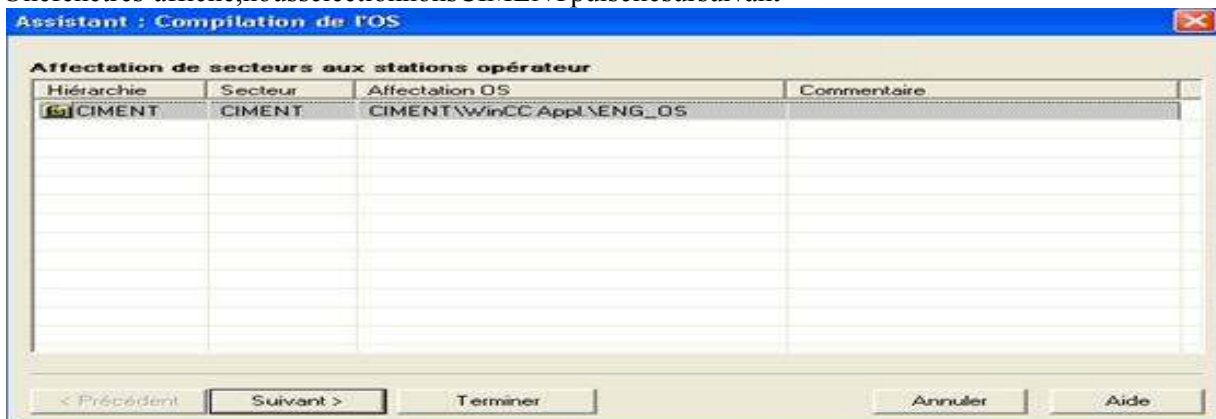 Assistant : Compilation de l'OS
Affectation de secteurs aux stations opérateur
Hiérarchie Secteur Affectation OS Commentaire
CIMENT CIMENT CIMENT\WinCC Appl.\ENG_OS
< Précédent Suivant > Terminer Annuler Aide